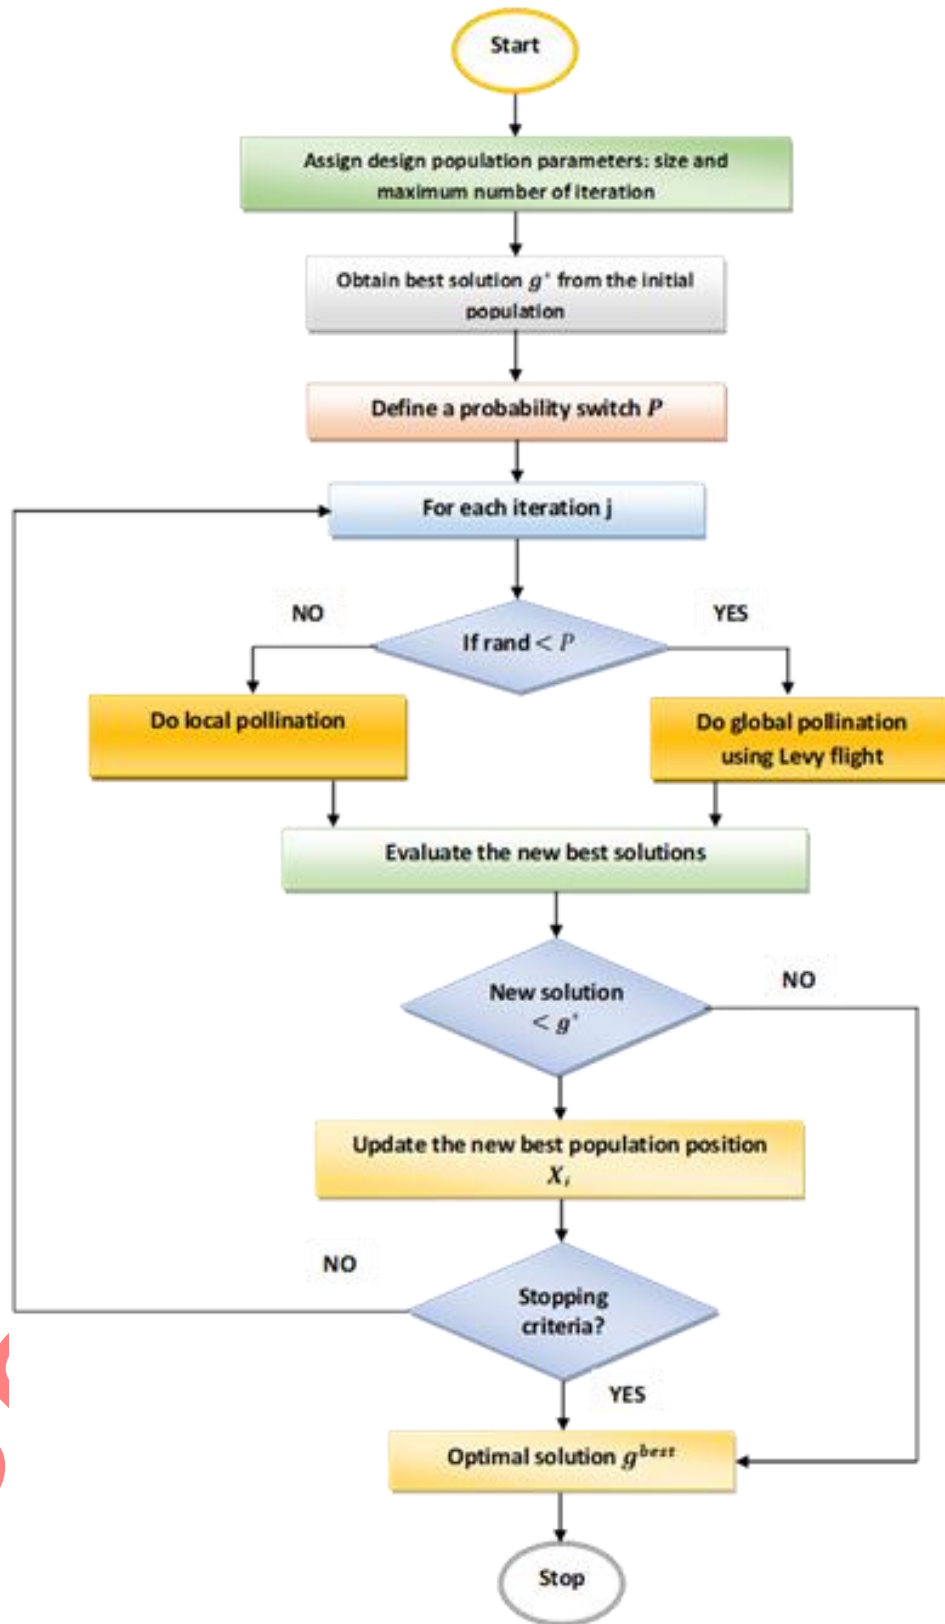 Start
Assign design population parameters: size and
maximum number of iteration
Obtain best solution g* from the initial
population
Define a probability switch P
For each iteration j
NO
YES
If rand < P
Do local pollination
Do global pollination
using Levy flight
Evaluate the new best solutions
New solution
< g*
NO
Update the new best population position
Xᵢ
NO
Stopping
criteria?
YES
Optimal solution g^best
Stop